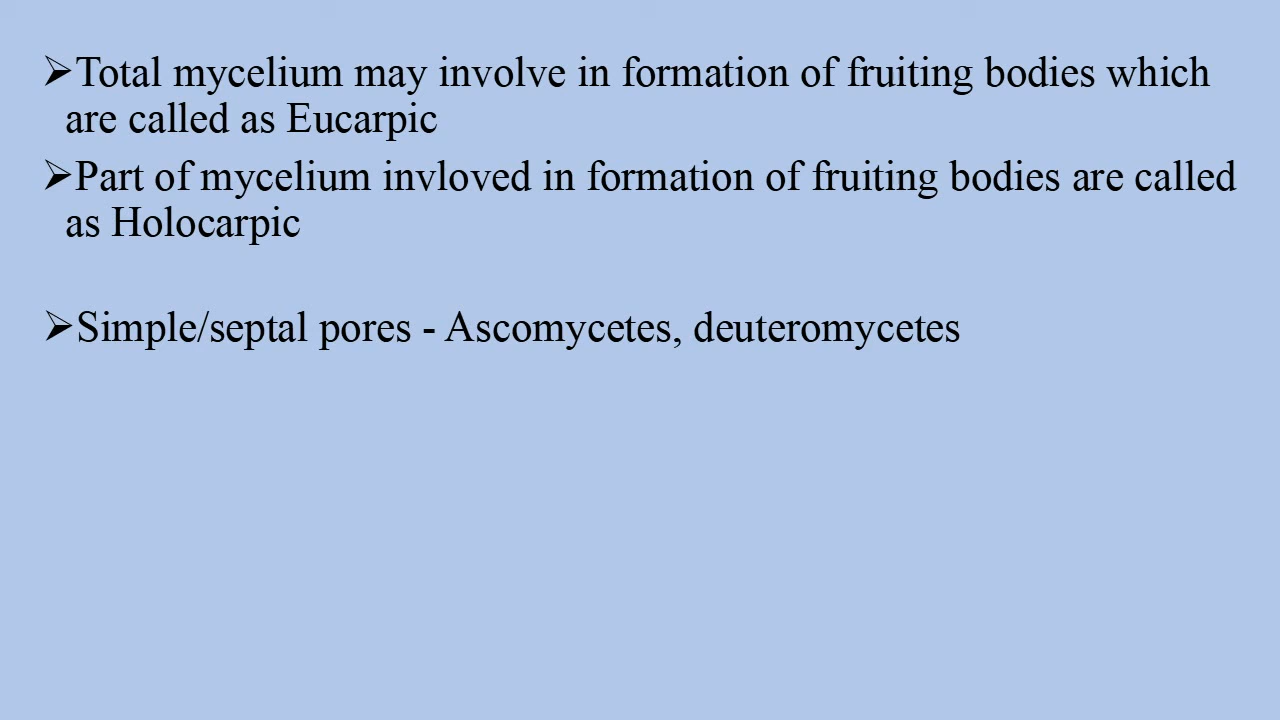 ➢Total mycelium may involve in formation of fruiting bodies which
are called as Eucarpic
➢Part of mycelium invloved in formation of fruiting bodies are called
as Holocarpic
➢Simple/septal pores - Ascomycetes, deuteromycetes